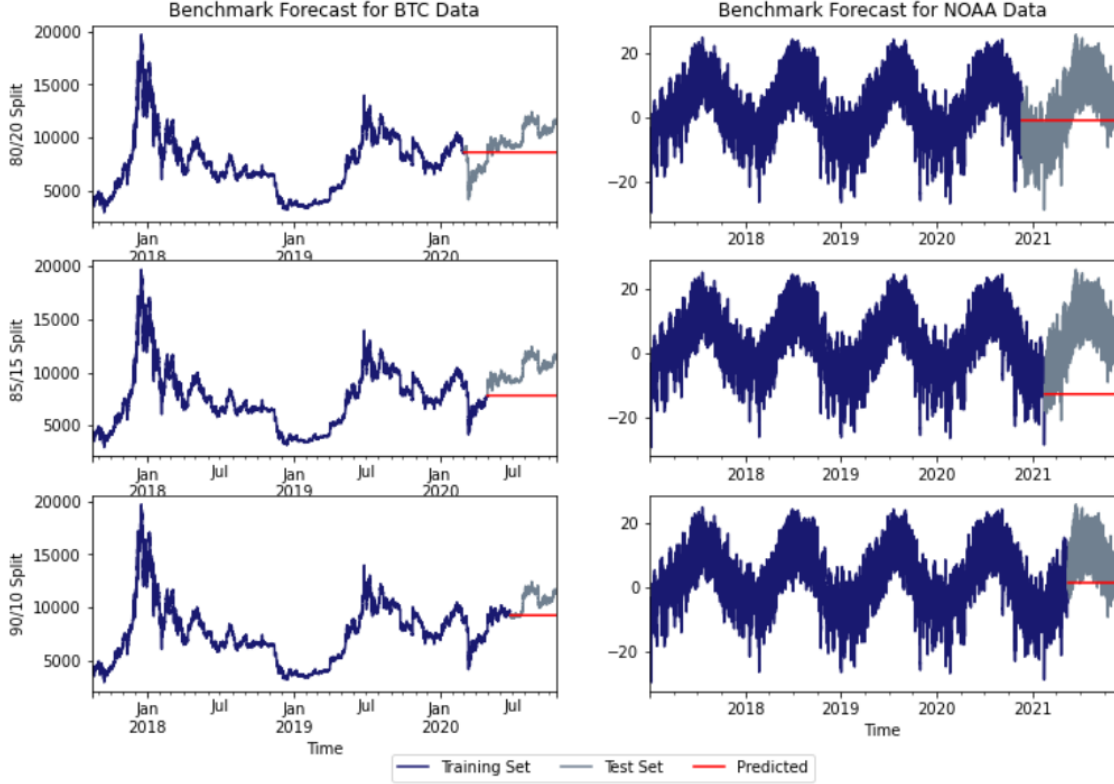 Benchmark Forecast for BTC Data
Benchmark Forecast for NOAA Data
80/20 Split
20000
15000
10000
5000
Jan
2018
Jan
2019
Jan
2020
20
0
−20
2018
2019
2020
2021
85/15 Split
20000
15000
10000
5000
Jan
2018
Jul
Jan
2019
Jul
Jan
2020
Jul
20
0
−20
2018
2019
2020
2021
90/10 Split
20000
15000
10000
5000
Jan
2018
Jul
Jan
2019
Jul
Jan
2020
Jul
Time
20
0
−20
2018
2019
2020
2021
Time
Training Set
Test Set
Predicted